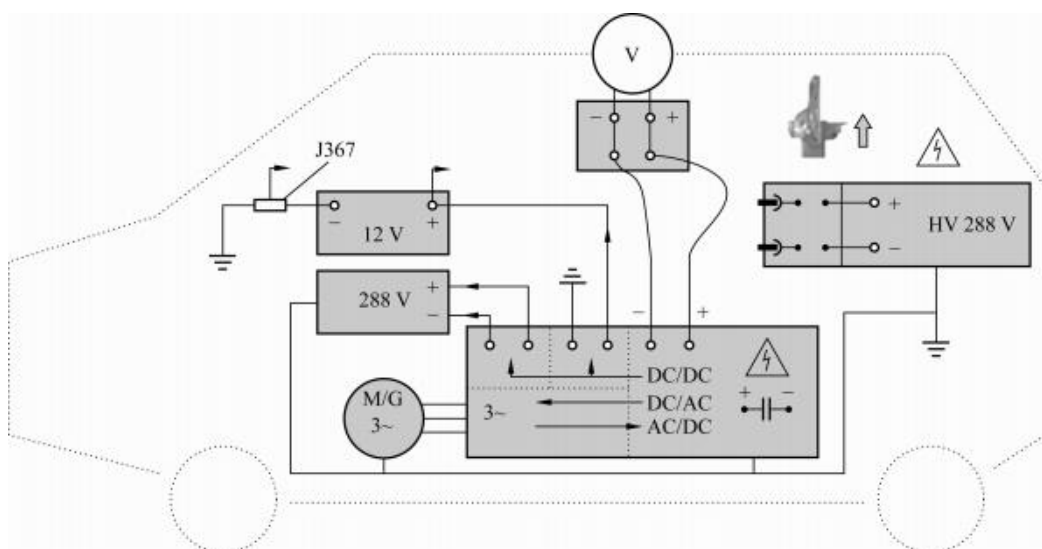 V
− +
J367
− +
12 V
+
HV 288 V
−
288 V
+
−
− +
DC/DC
M/G
3~
3~
DC/AC
AC/DC
+ −